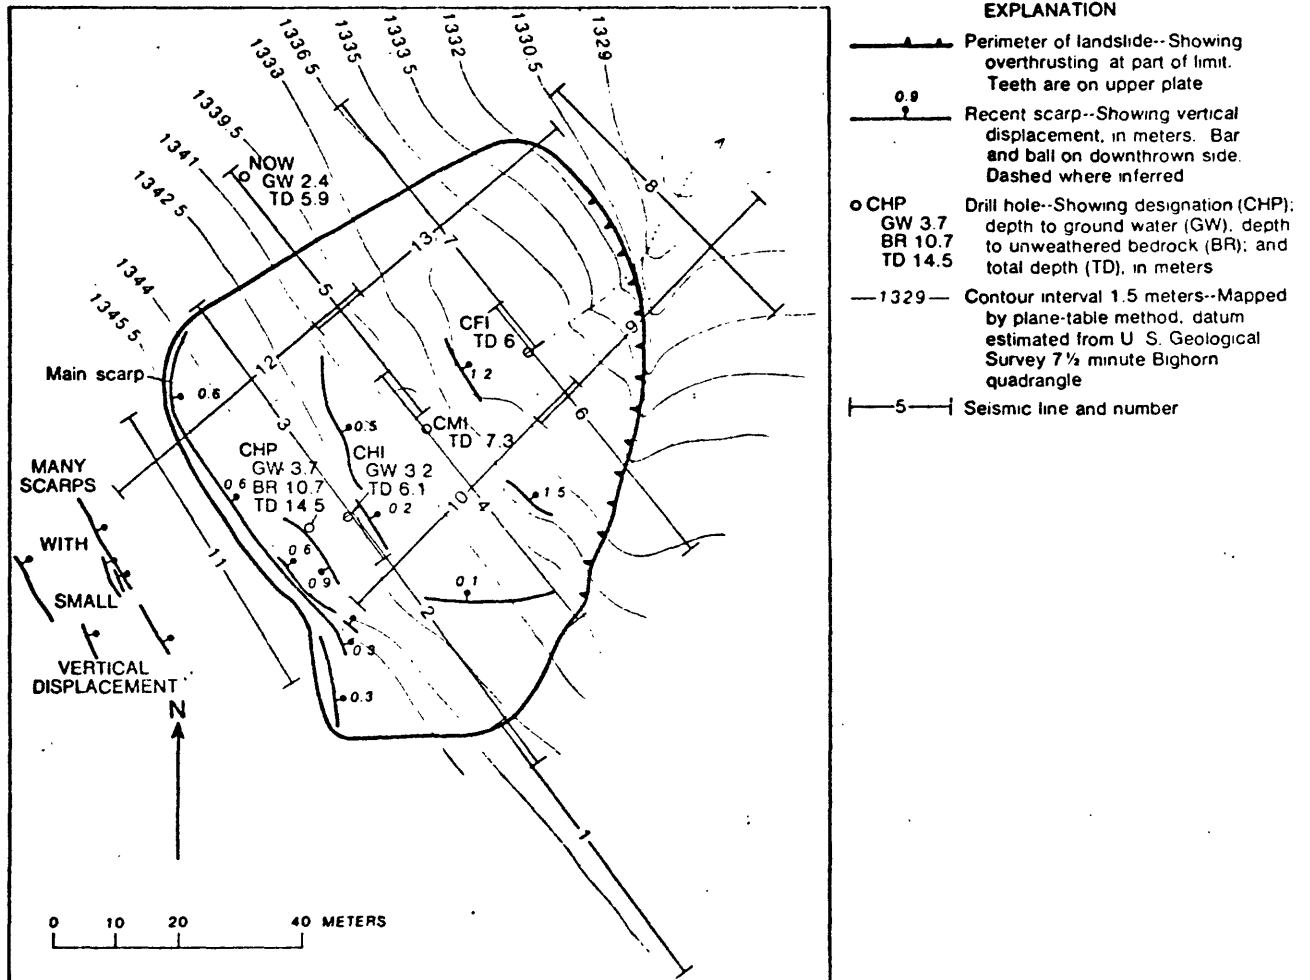 1345 5
1344
1342 5
1341
1339.5
1333
1336.5
1335
1333.5
1332
1330.5
1329
NOW
GW 2.4
TD 5.9
8
13
7
5
9
12
CFI
TD 6
1 2
Main scarp
0.6
6
3
0.5
CM1
TD 7.3
CHP
GW 3.7
BR 10.7
TD 14.5
CHI
GW 3 2
TD 6.1
0 6
0 2
10
4
1 5
MANY
SCARPS
WITH
SMALL
VERTICAL
DISPLACEMENT
11
0 6
0 9
0 1
2
0 3
0.3
N
1
0 10 20 40 METERS
EXPLANATION
Perimeter of landslide--Showing
overthrusting at part of limit.
Teeth are on upper plate
0.9
Recent scarp--Showing vertical
displacement, in meters. Bar
and ball on downthrown side.
Dashed where inferred
CHP
GW 3.7
BR 10.7
TD 14.5
Drill hole--Showing designation (CHP);
depth to ground water (GW), depth
to unweathered bedrock (BR); and
total depth (TD), in meters
—1329—
Contour interval 1.5 meters--Mapped
by plane-table method, datum
estimated from U S. Geological
Survey 7½ minute Bighorn
quadrangle
5
Seismic line and number